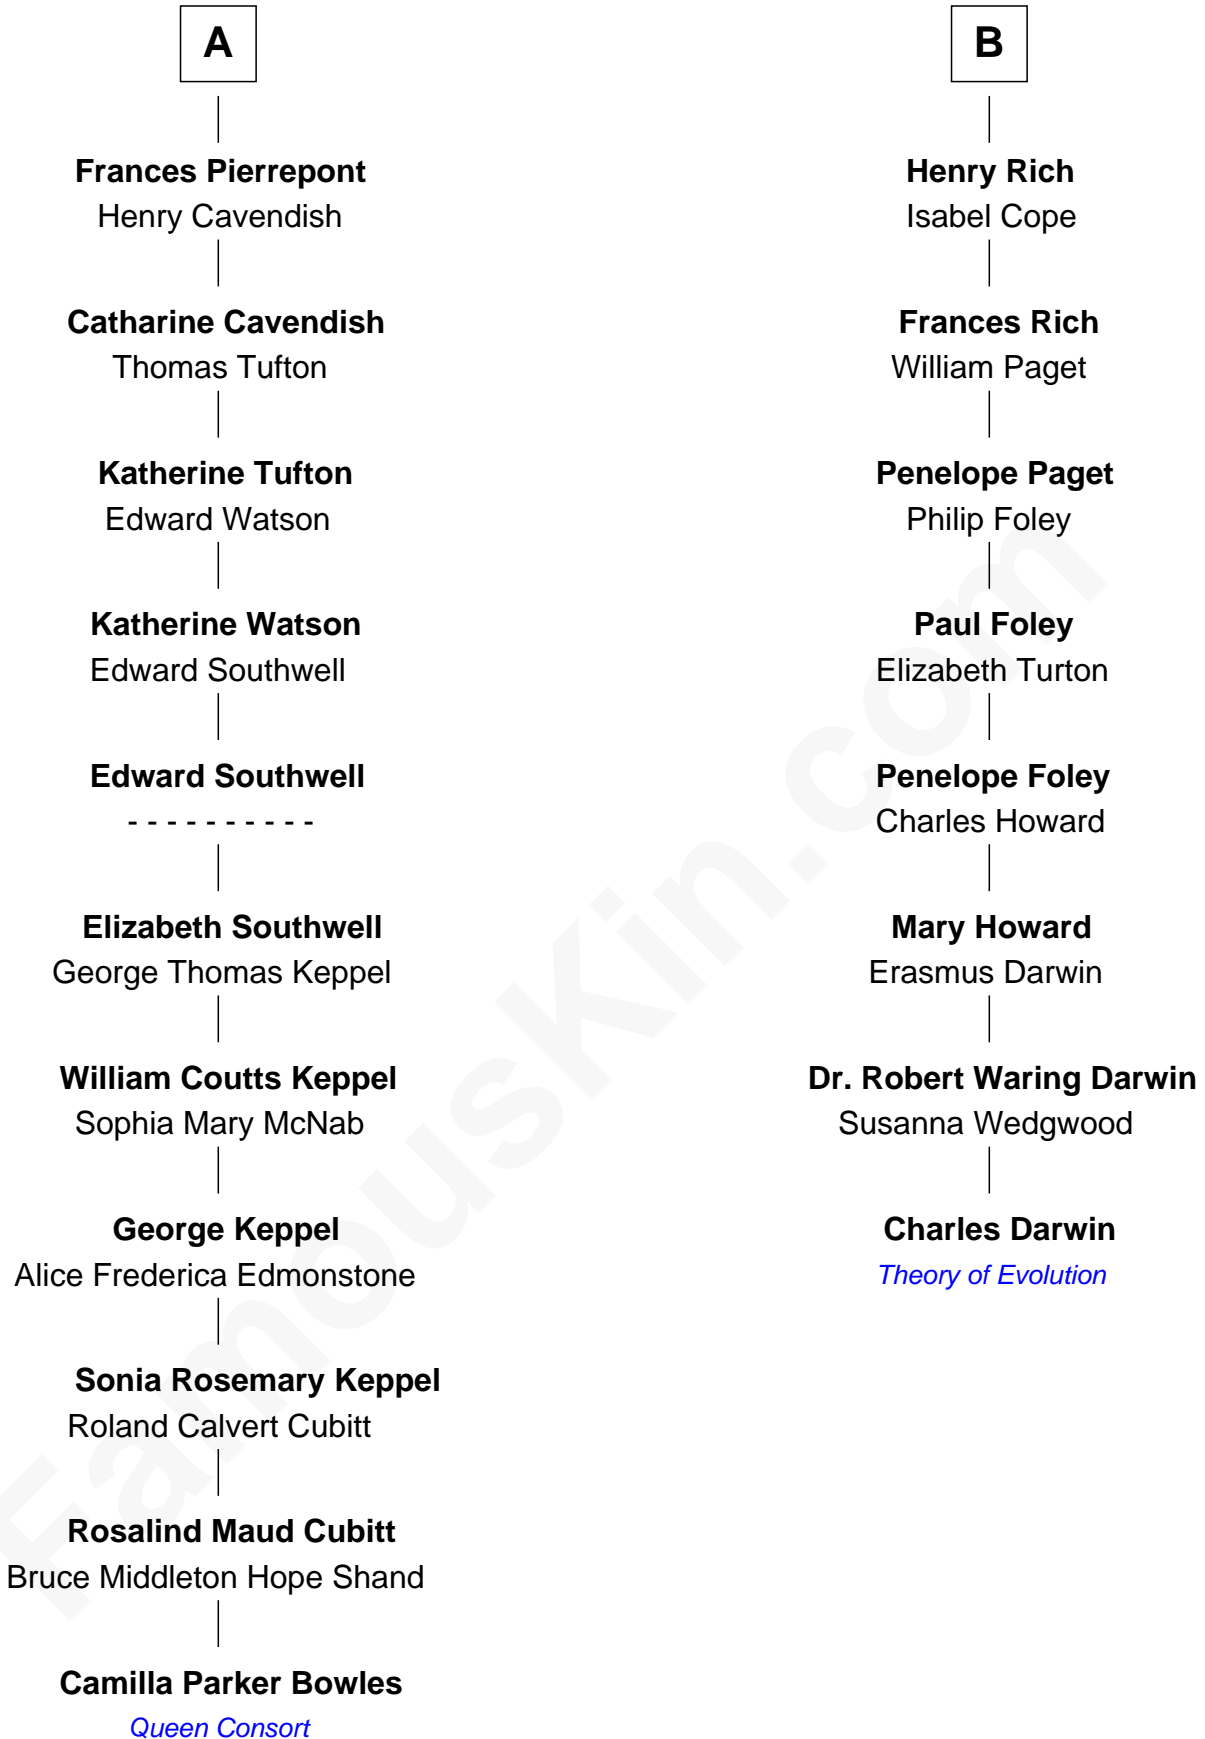 A
Frances Pierrepont
Henry Cavendish
Catharine Cavendish
Thomas Tufton
Katherine Tufton
Edward Watson
Katherine Watson
Edward Southwell
Edward Southwell
- - - - - - - - - -
Elizabeth Southwell
George Thomas Keppel
William Coutts Keppel
Sophia Mary McNab
George Keppel
Alice Frederica Edmonstone
Sonia Rosemary Keppel
Roland Calvert Cubitt
Rosalind Maud Cubitt
Bruce Middleton Hope Shand
Camilla Parker Bowles
Queen Consort
B
Henry Rich
Isabel Cope
Frances Rich
William Paget
Penelope Paget
Philip Foley
Paul Foley
Elizabeth Turton
Penelope Foley
Charles Howard
Mary Howard
Erasmus Darwin
Dr. Robert Waring Darwin
Susanna Wedgwood
Charles Darwin
Theory of Evolution
FamousKin.com